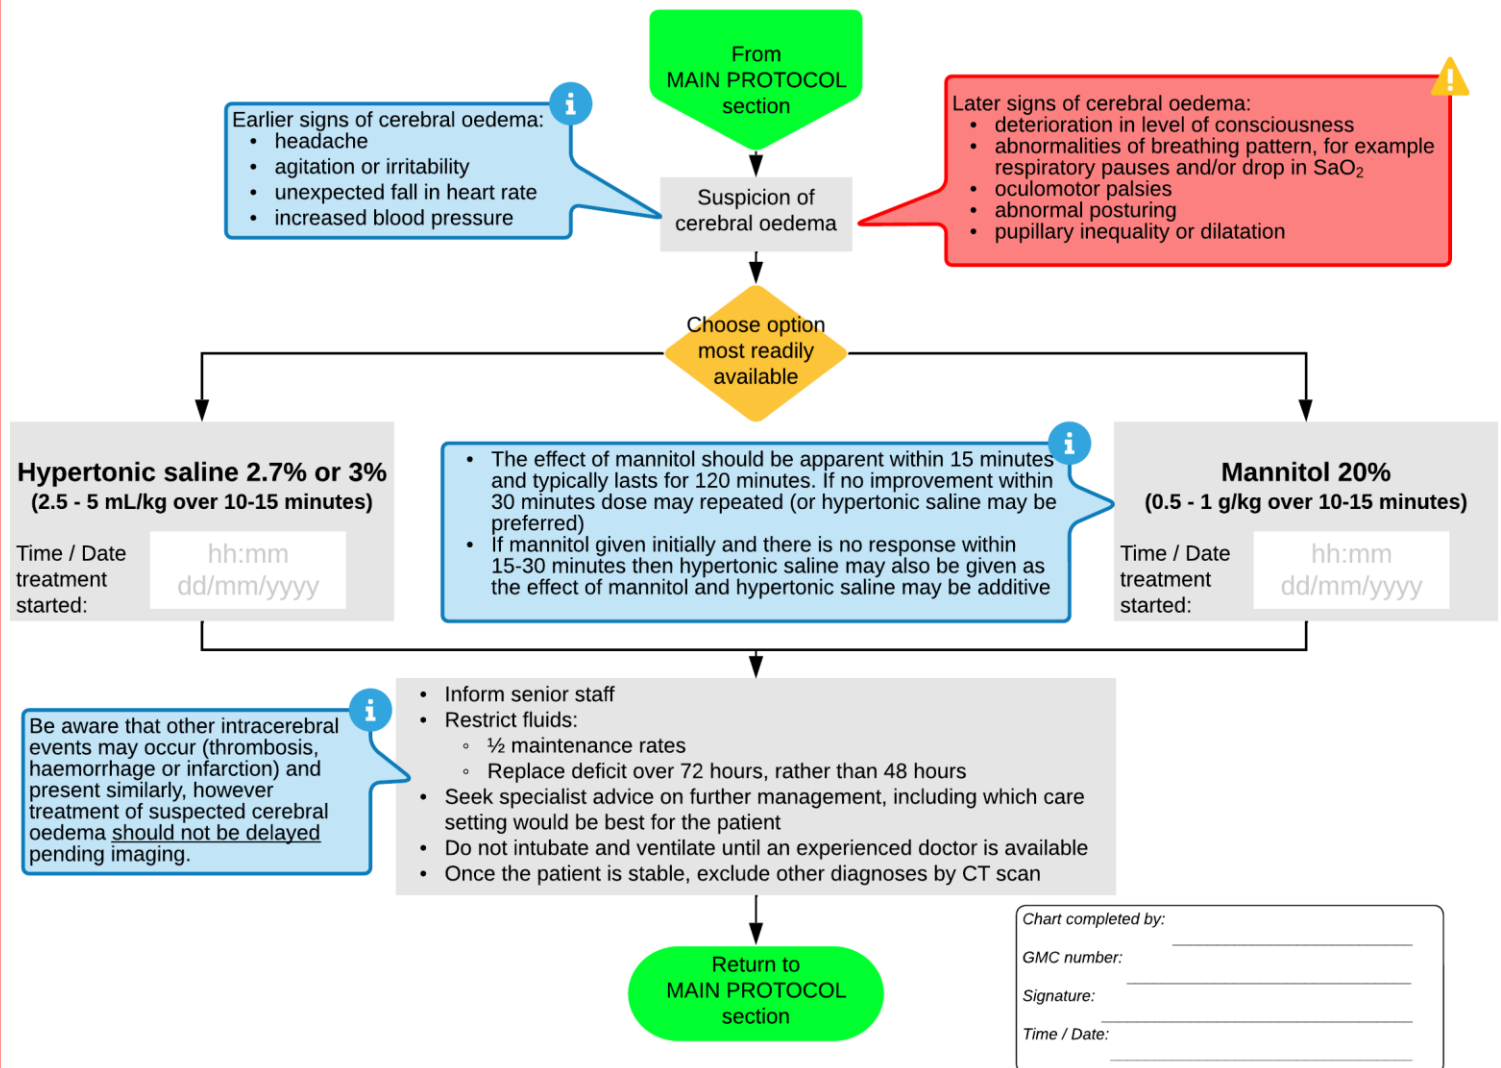 From
MAIN PROTOCOL
section
Earlier signs of cerebral oedema:
• headache
• agitation or irritability
• unexpected fall in heart rate
• increased blood pressure
Suspicion of
cerebral oedema
Later signs of cerebral oedema:
• deterioration in level of consciousness
• abnormalities of breathing pattern, for example
respiratory pauses and/or drop in SaO₂
• oculomotor palsies
• abnormal posturing
• pupillary inequality or dilatation
Choose option
most readily
available
Hypertonic saline 2.7% or 3%
(2.5 - 5 mL/kg over 10-15 minutes)
Time / Date
treatment
started:
hh:mm
dd/mm/yyyy
• The effect of mannitol should be apparent within 15 minutes
and typically lasts for 120 minutes. If no improvement within
30 minutes dose may repeated (or hypertonic saline may be
preferred)
• If mannitol given initially and there is no response within
15-30 minutes then hypertonic saline may also be given as
the effect of mannitol and hypertonic saline may be additive
Mannitol 20%
(0.5 - 1 g/kg over 10-15 minutes)
Time / Date
treatment
started:
hh:mm
dd/mm/yyyy
Be aware that other intracerebral
events may occur (thrombosis,
haemorrhage or infarction) and
present similarly, however
treatment of suspected cerebral
oedema should not be delayed
pending imaging.
• Inform senior staff
• Restrict fluids:
◦ ½ maintenance rates
◦ Replace deficit over 72 hours, rather than 48 hours
• Seek specialist advice on further management, including which care
setting would be best for the patient
• Do not intubate and ventilate until an experienced doctor is available
• Once the patient is stable, exclude other diagnoses by CT scan
Return to
MAIN PROTOCOL
section
Chart completed by:
GMC number:
Signature:
Time / Date: